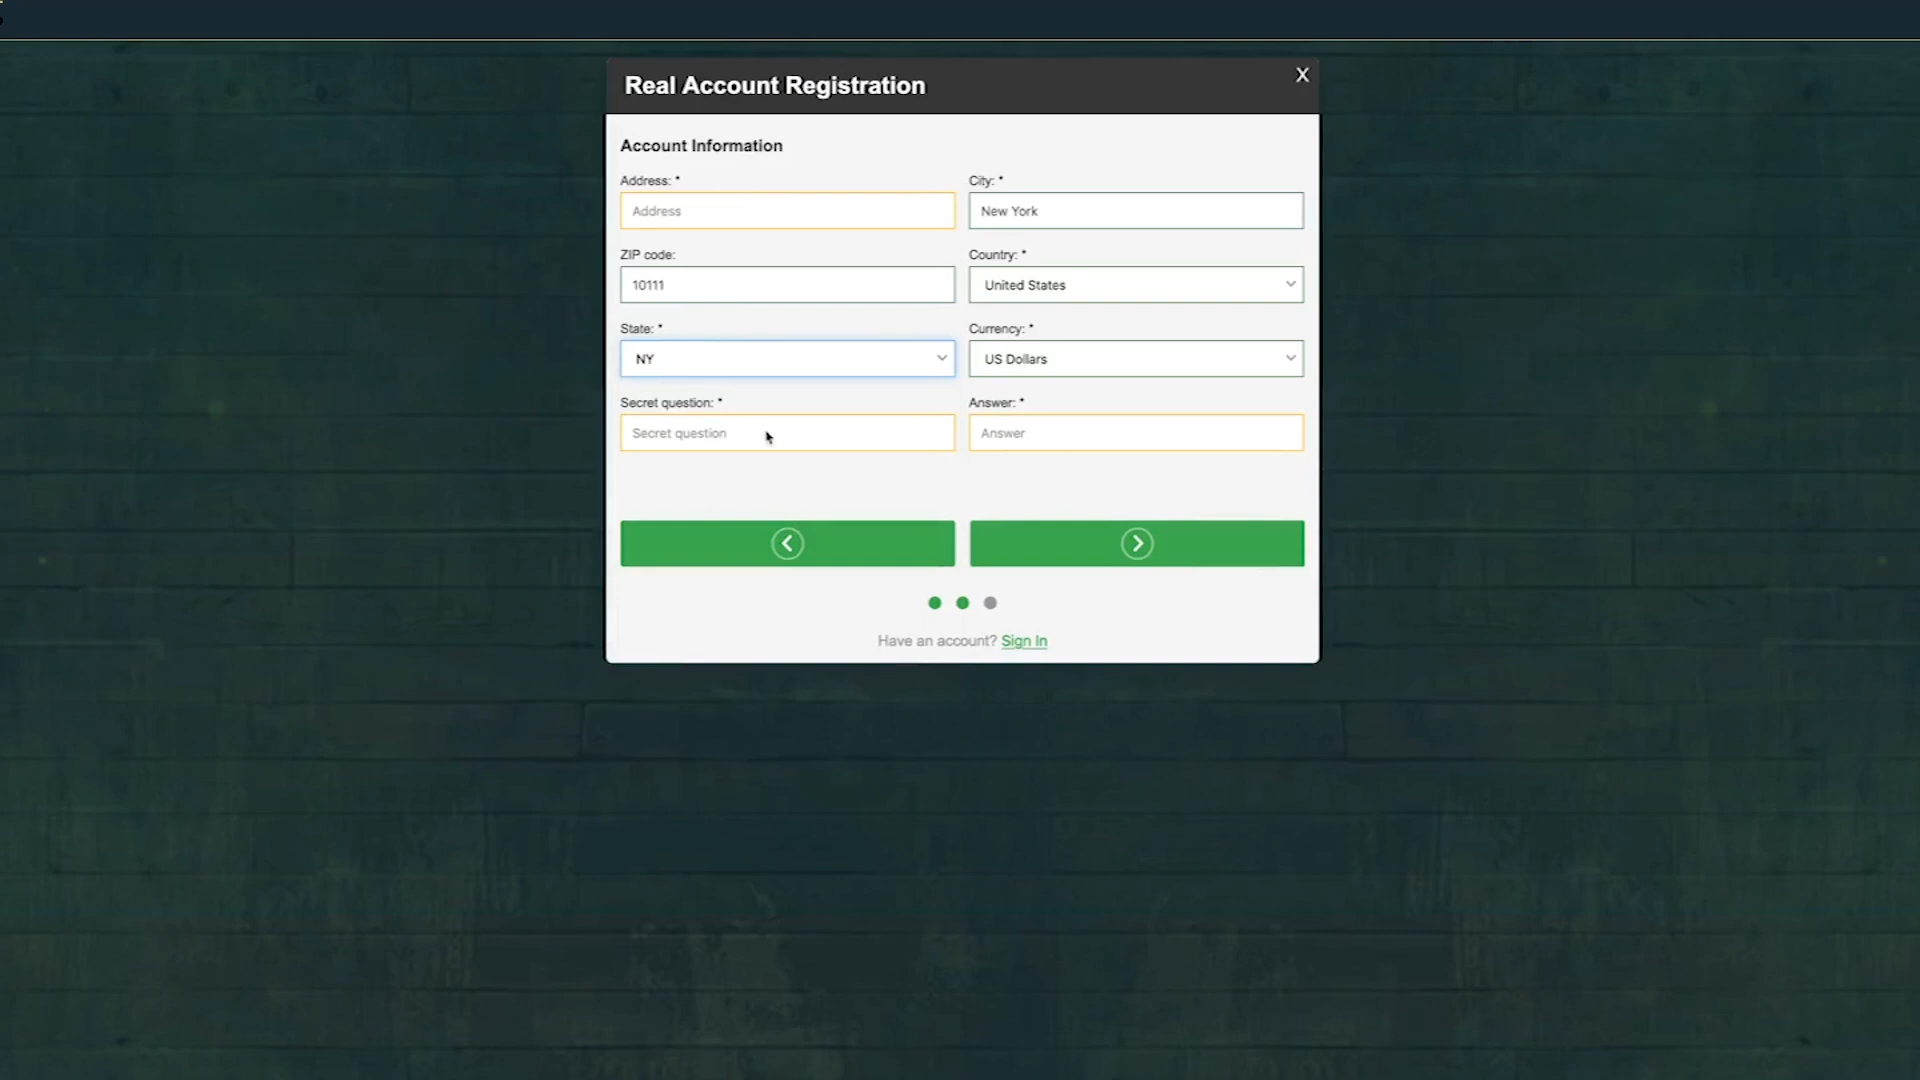 Real Account Registration
X
Account Information
Address: *
City: *
Address
New York
ZIP code:
Country: *
10111
United States
State: *
Currency: *
NY
US Dollars
Secret question: *
Answer: *
Secret question
Answer
Have an account? Sign In